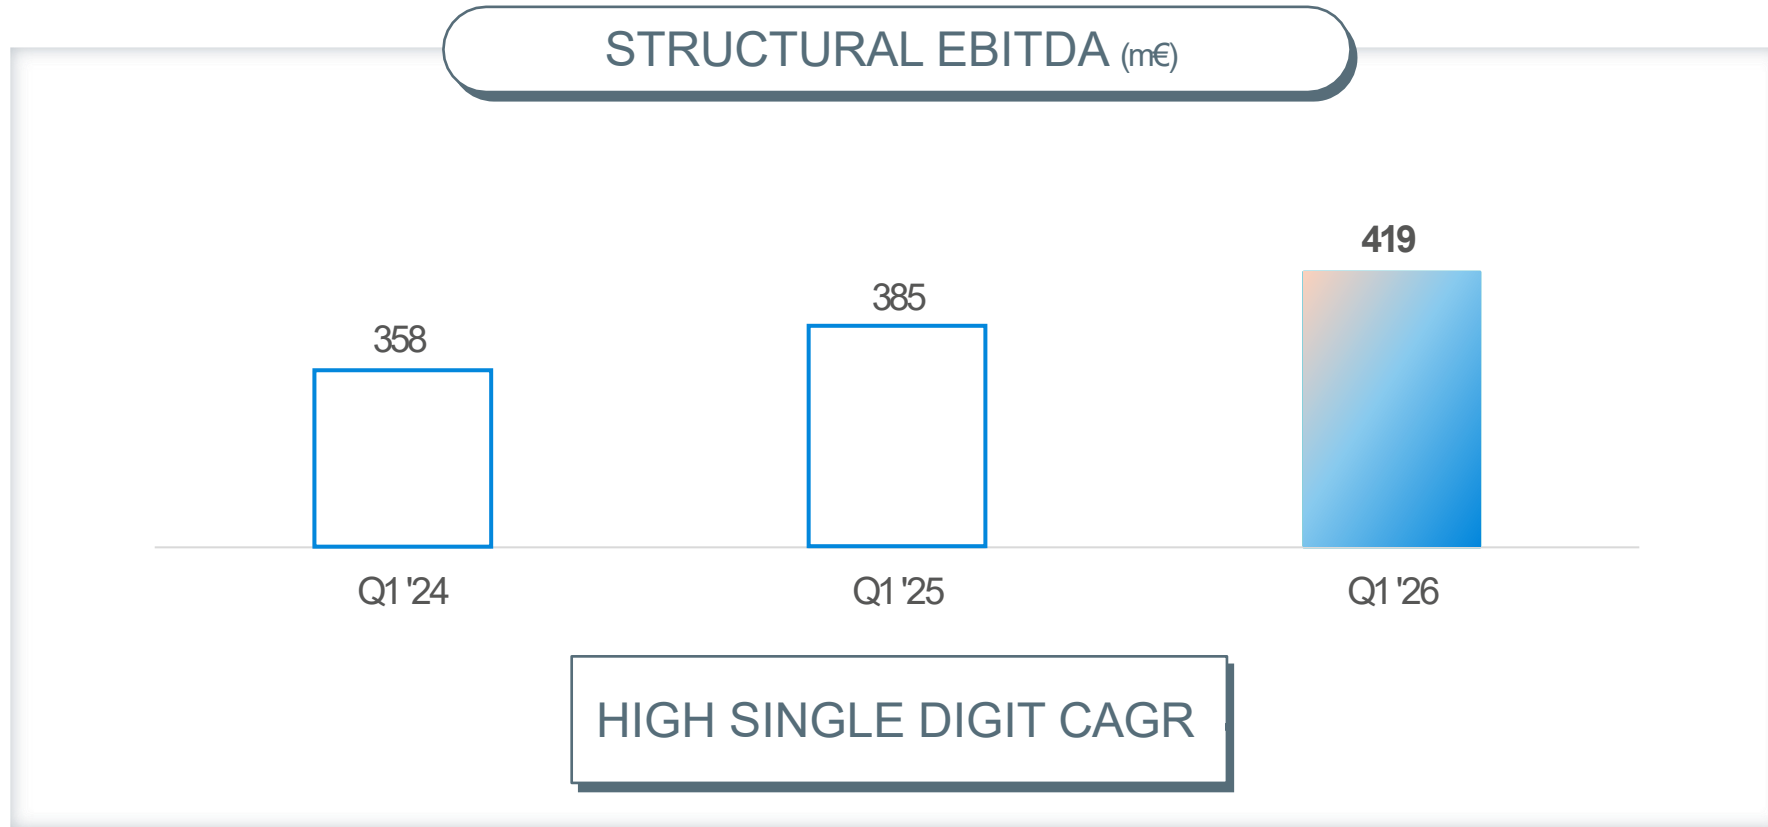 STRUCTURAL EBITDA (m€)
419
385
358
Q1 '24
Q1 '25
Q1 '26
HIGH SINGLE DIGIT CAGR